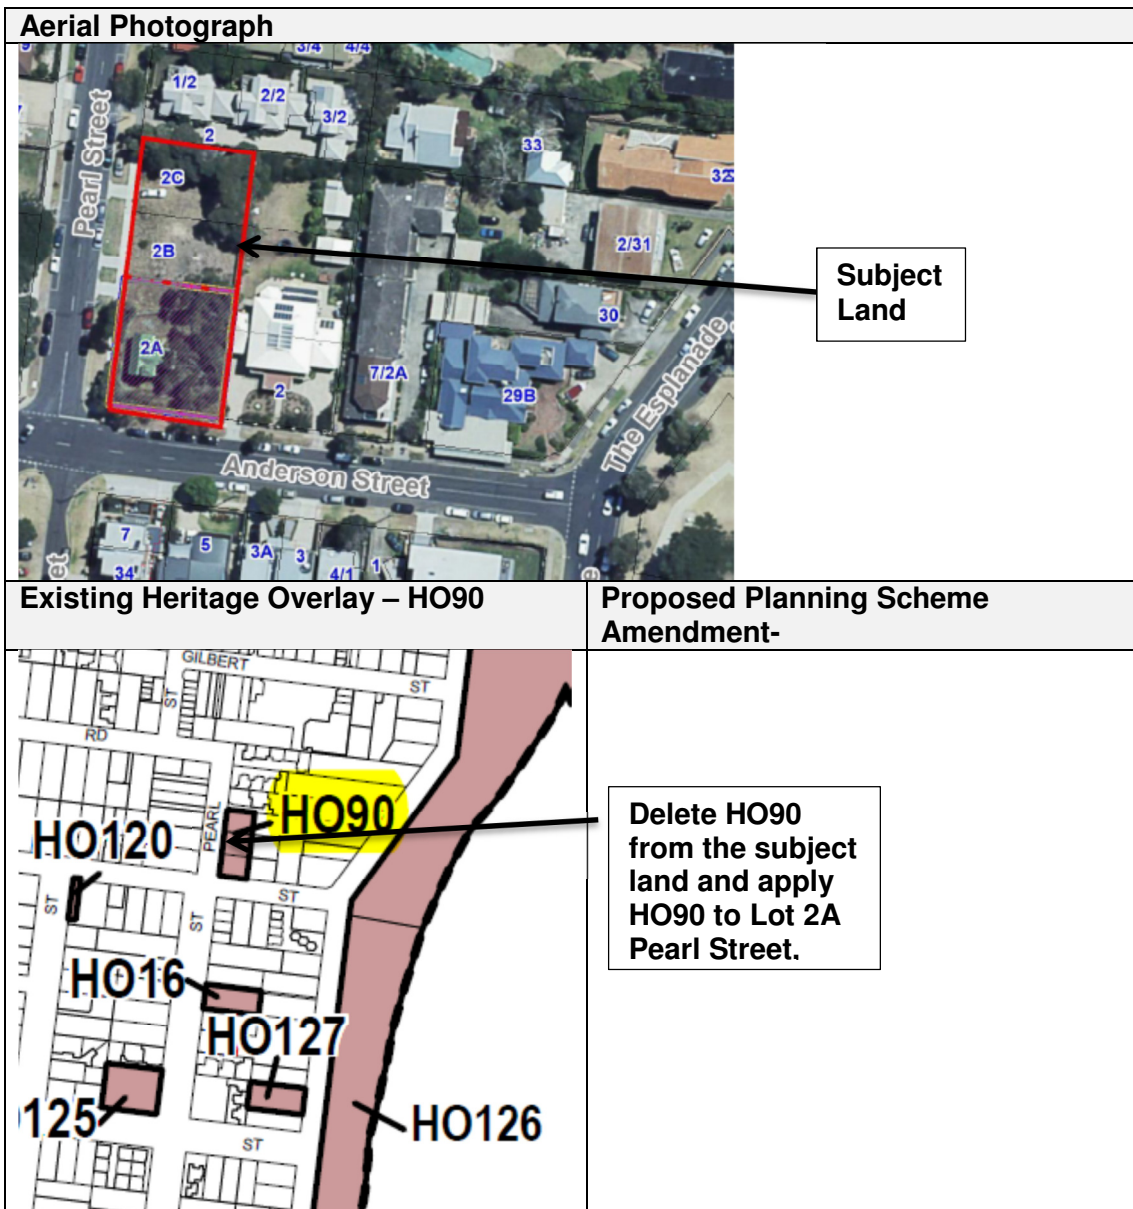 Aerial Photograph
3/4
4/4
1/2
2/2
3/2
2
33
2C
Pearl Street
2B
2/31
Subject
Land
30
2A
7/2A
2
29B
The Esplanade
Anderson Street
7
5
3A
3
1
34
4/1
Existing Heritage Overlay – HO90
Proposed Planning Scheme
Amendment-
GILBERT
ST
ST
RD
HO90
PEARL
HO120
Delete HO90
from the subject
land and apply
HO90 to Lot 2A
Pearl Street.
ST
ST
ST
HO16
HO127
125
HO126
ST